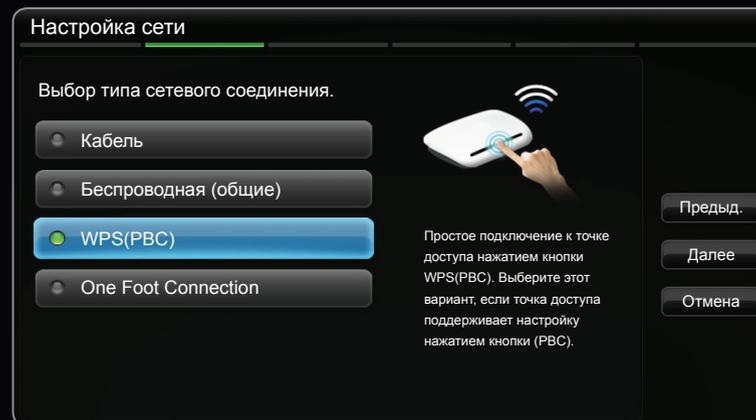 Настройка сети
Выбор типа сетевого соединения.
Кабель
Беспроводная (общие)
WPS(PBC)
One Foot Connection
Простое подключение к точке
доступа нажатием кнопки
WPS(PBC). Выберите этот
вариант, если точка доступа
поддерживает настройку
нажатием кнопки (PBC).
Предыд.
Далее
Отмена